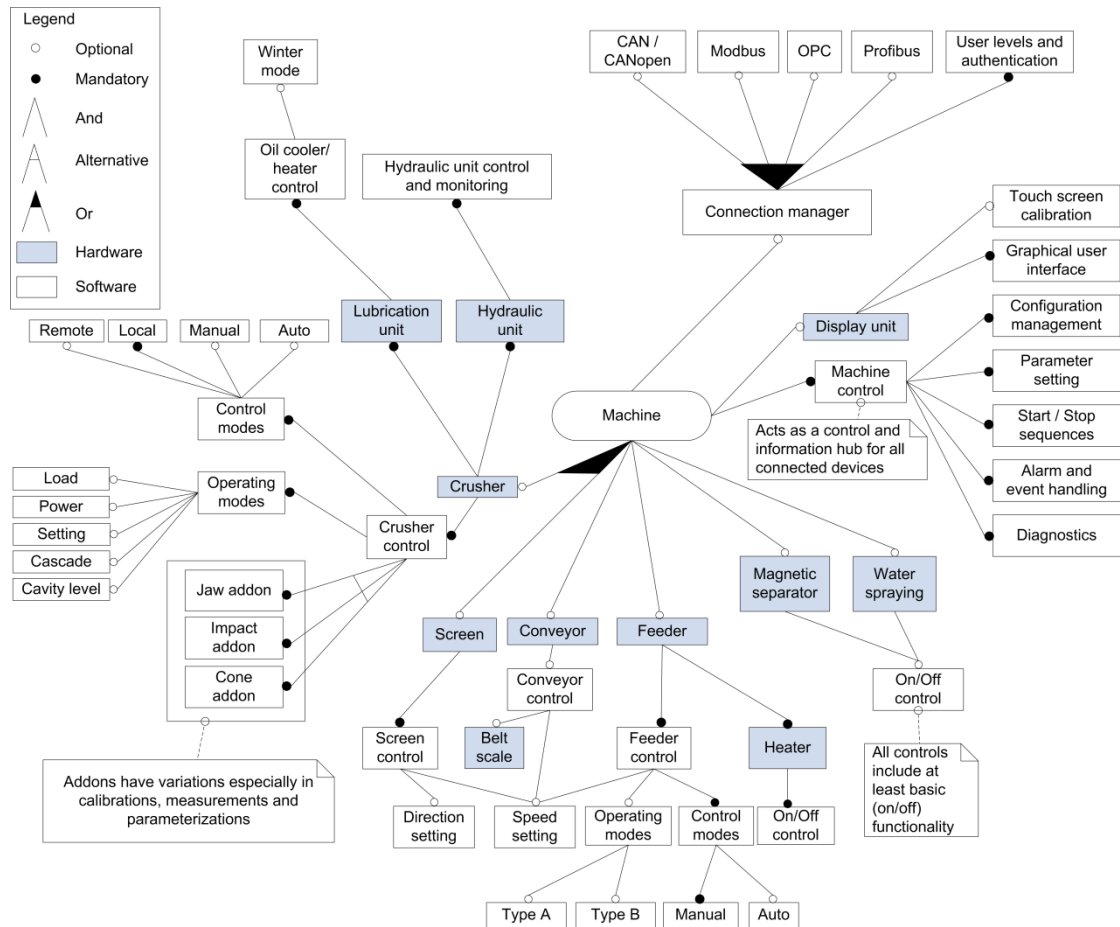 Legend
Optional
Mandatory
And
Alternative
Or
Hardware
Software
Winter
mode
Oil cooler/
heater
control
Hydraulic unit control
and monitoring
Lubrication
unit
Hydraulic
unit
CAN /
CANopen
Modbus
OPC
Profibus
User levels and
authentication
Connection manager
Touch screen
calibration
Graphical user
interface
Configuration
management
Parameter
setting
Start / Stop
sequences
Alarm and
event handling
Diagnostics
Display unit
Machine
control
Acts as a control and
information hub for all
connected devices
Machine
Remote
Local
Manual
Auto
Control
modes
Load
Power
Setting
Cascade
Cavity level
Operating
modes
Crusher
Crusher
control
Jaw addon
Impact
addon
Cone
addon
Addons have variations especially in
calibrations, measurements and
parameterizations
Screen
Conveyor
Feeder
Magnetic
separator
Water
spraying
Conveyor
control
On/Off
control
Screen
control
Belt
scale
Feeder
control
Heater
All controls
include at
least basic
(on/off)
functionality
Direction
setting
Speed
setting
Operating
modes
Control
modes
On/Off
control
Type A
Type B
Manual
Auto